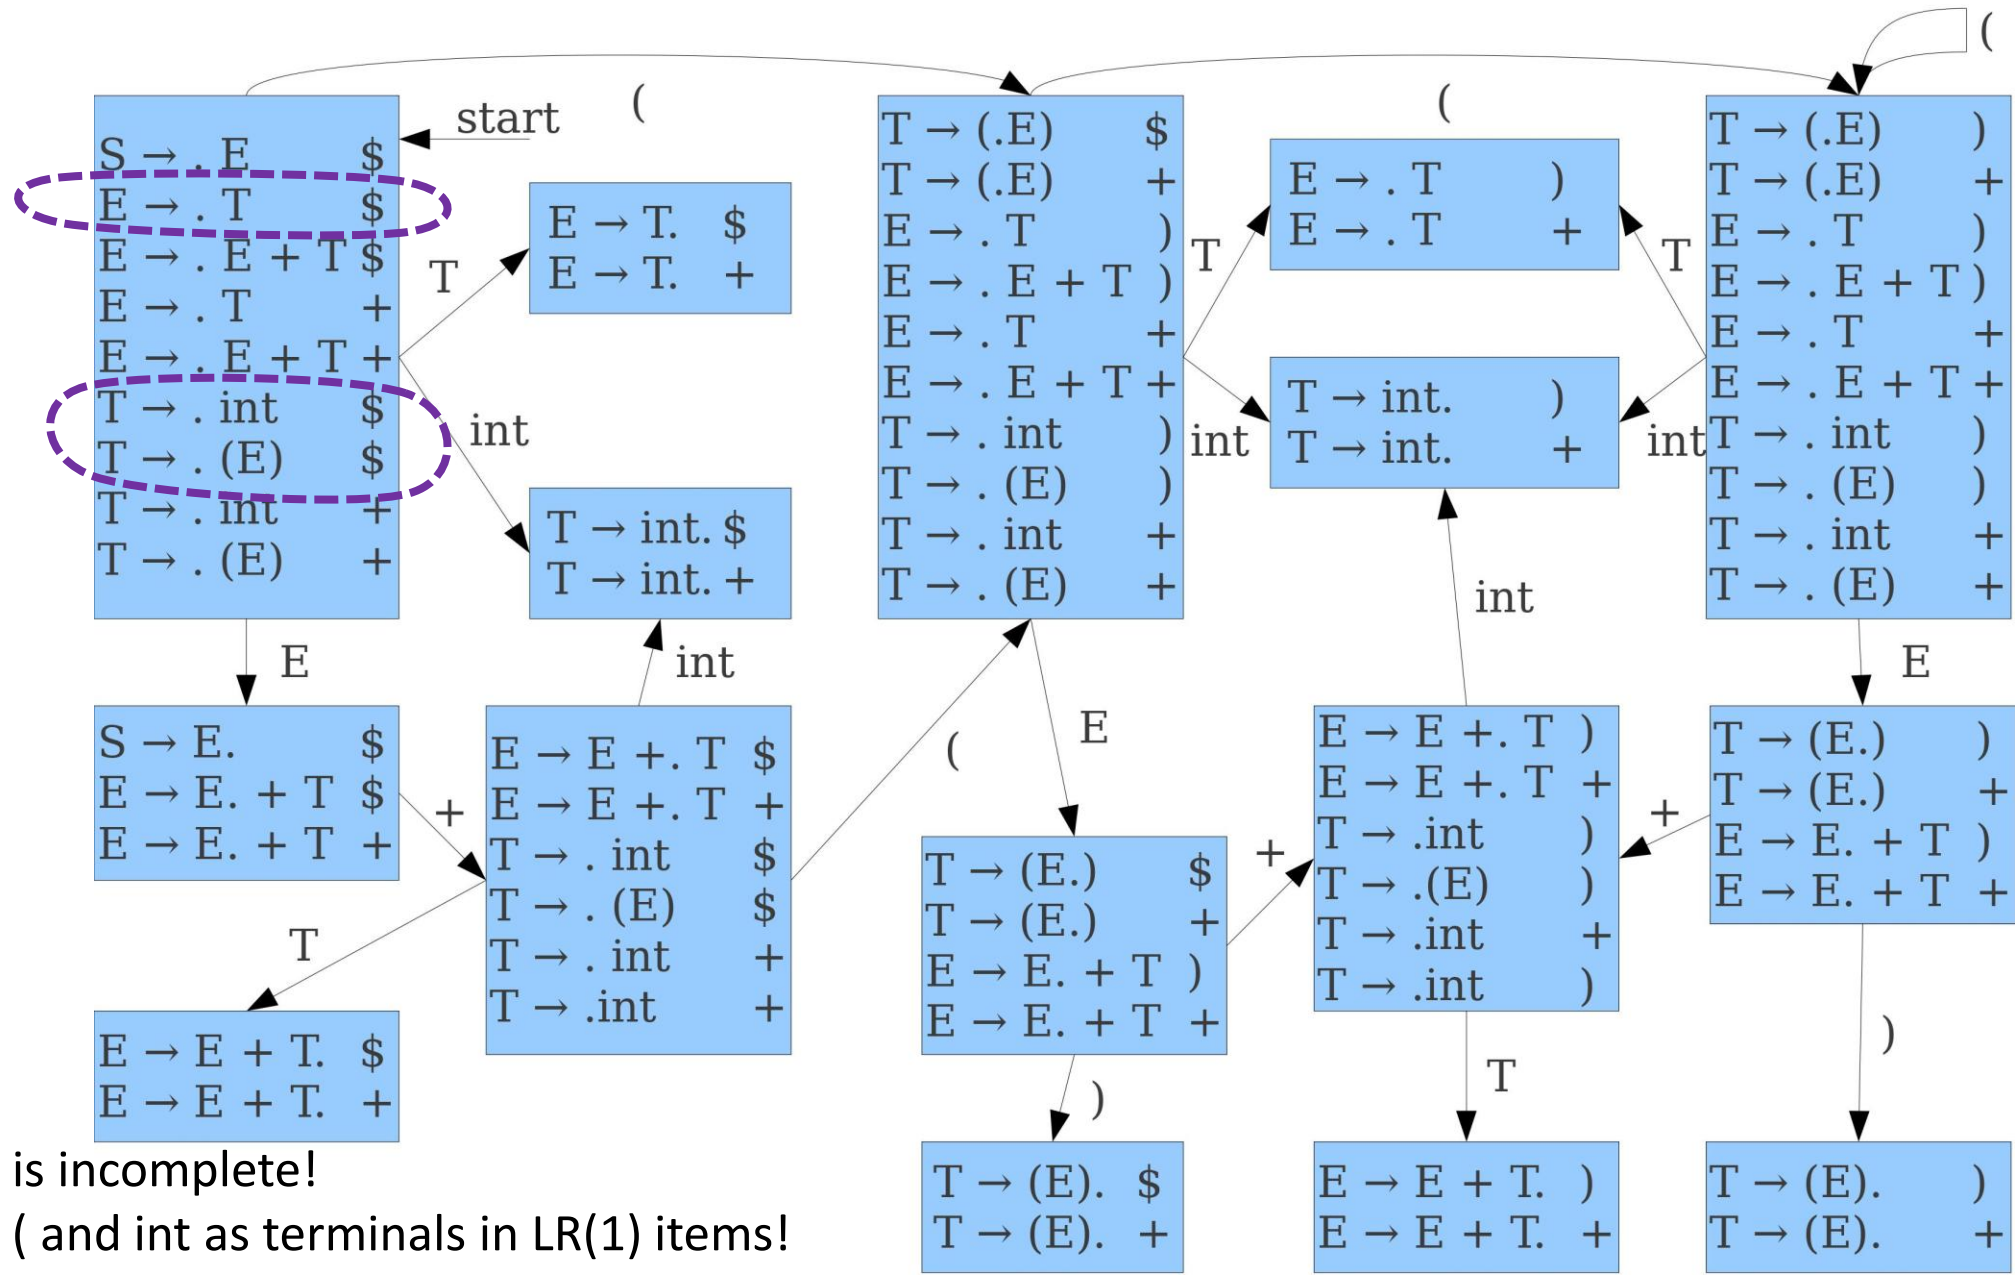 (
start
(
(
S → . E $
E → . T $
E → . E + T $
E → . T +
E → . E + T +
T → . int $
T → . (E) $
T → . int +
T → . (E) +
T
E → T. $
E → T. +
int
T → int. $
T → int. +
T → (.E) $
T → (.E) +
E → . T )
E → . E + T )
E → . T +
E → . E + T +
T → . int )
T → . (E) )
T → . int +
T → . (E) +
T
E → . T )
E → . T +
T
int
T → int. )
T → int. +
int
T → (.E) )
T → (.E) +
E → . T )
E → . E + T )
E → . T +
E → . E + T +
T → . int )
T → . (E) )
T → . int +
T → . (E) +
E
int
(
E
int
E
S → E. $
E → E. + T $
E → E. + T +
+
E → E +. T $
E → E +. T +
T → . int $
T → . (E) $
T → . int +
T → .int +
T → (E.) $
T → (E.) +
E → E. + T )
E → E. + T +
+
E → E +. T )
E → E +. T +
T → .int )
T → .(E) )
T → .int +
T → .int )
+
T → (E.) )
T → (E.) +
E → E. + T )
E → E. + T +
T
E → E + T. $
E → E + T. +
)
T
)
T → (E). $
T → (E). +
E → E + T. )
E → E + T. +
T → (E). )
T → (E). +
is incomplete!
( and int as terminals in LR(1) items!